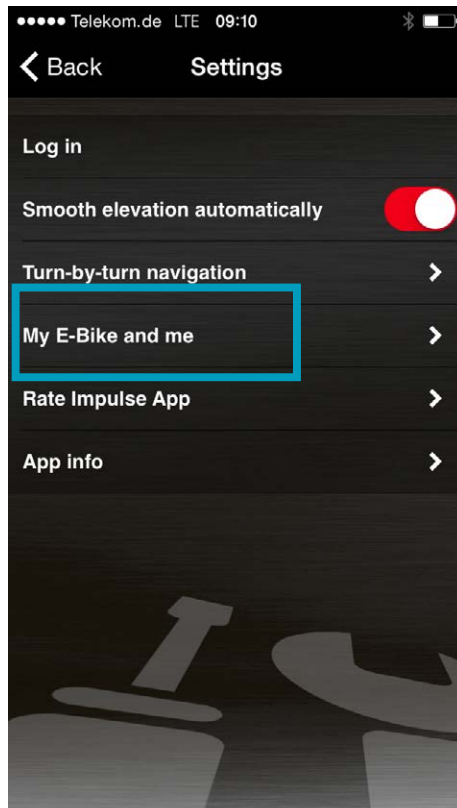 Telekom.de LTE 09:10
Back Settings
Log in
Smooth elevation automatically
Turn-by-turn navigation
My E-Bike and me
Rate Impulse App
App info